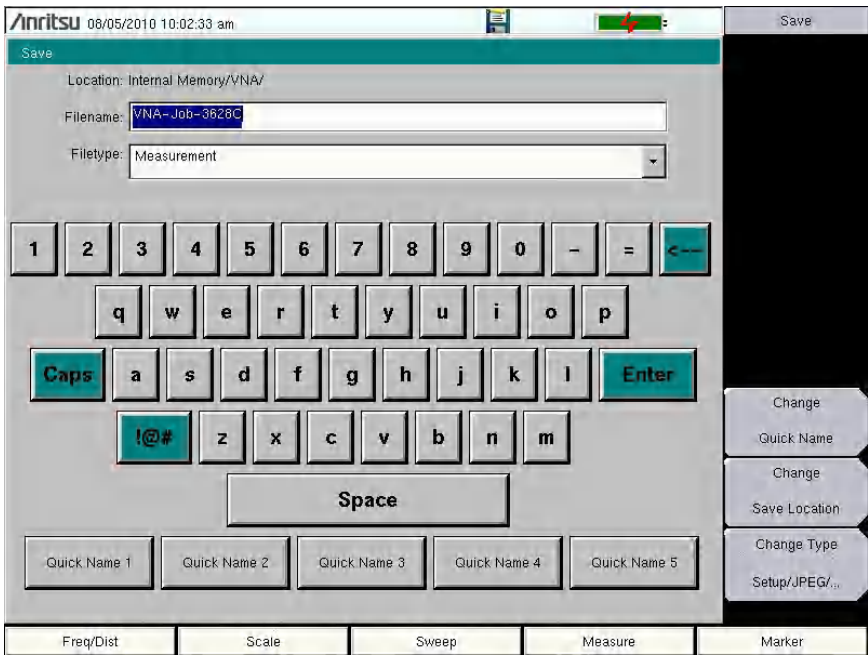 /Inritsu 08/05/2010 10:02:33 am
Save
Save
Location: Internal Memory/VNA/
Filename: VNA-Job-3628C
Filetype: Measurement
1 2 3 4 5 6 7 8 9 0 - = <--
q w e r t y u i o p
Caps a s d f g h j k l Enter
!@# z x c v b n m
Space
Quick Name 1 Quick Name 2 Quick Name 3 Quick Name 4 Quick Name 5
Change
Quick Name
Change
Save Location
Change Type
Setup/JPEG/...
Freq/Dist Scale Sweep Measure Marker